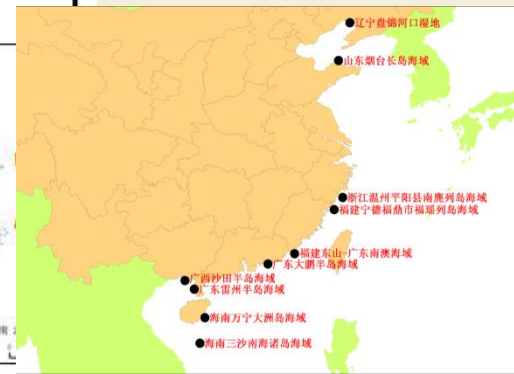 辽宁盘锦河口湿地
山东烟台长岛海域
浙江温州平阳县南麂列岛海域
福建宁德福鼎市福瑶列岛海域
福建东山-广东南澳海域
广东大鹏半岛海域
广西沙田半岛海域
广东雷州半岛海域
海南万宁大洲岛海域
海南三沙南海诸岛海域